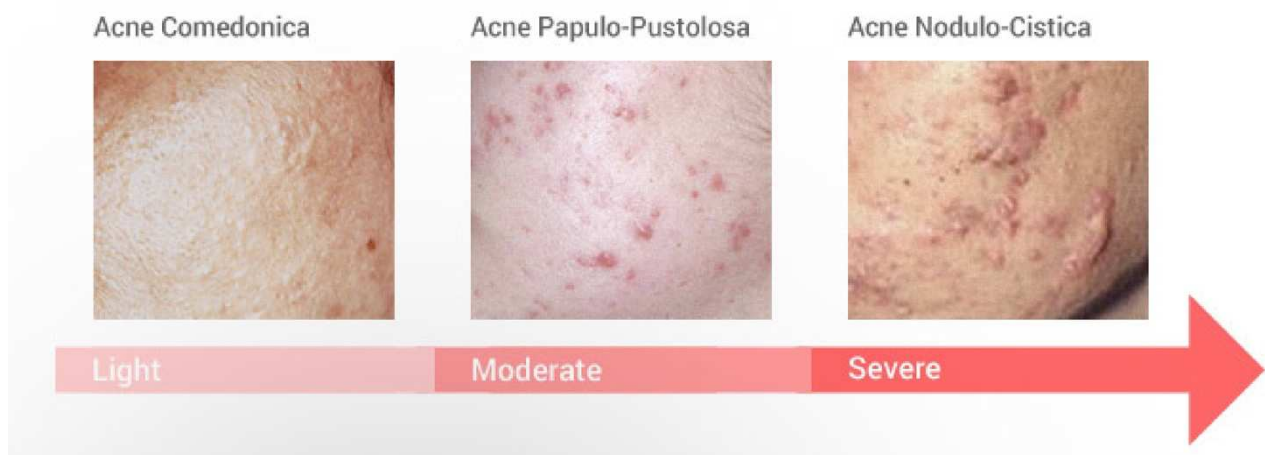 Acne Comedonica
Acne Papulo-Pustolosa
Acne Nodulo-Cistica
Light
Moderate
Severe